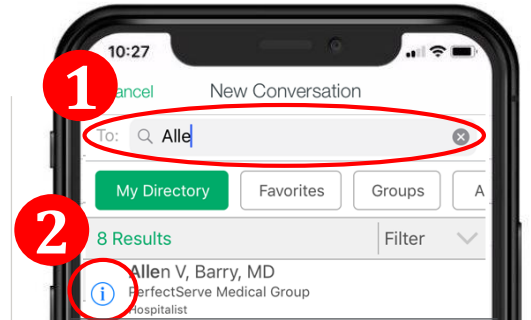 10:27
1
ancel New Conversation
To: Alle
My Directory Favorites Groups A
2
8 Results Filter
Allen V, Barry, MD
PerfectServe Medical Group
Hospitalist